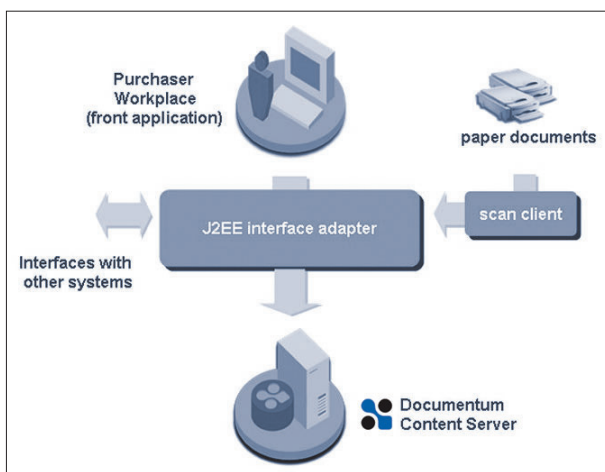 Purchaser
Workplace
(front application)
paper documents
J2EE interface adapter
scan client
Interfaces with
other systems
Documentum
Content Server